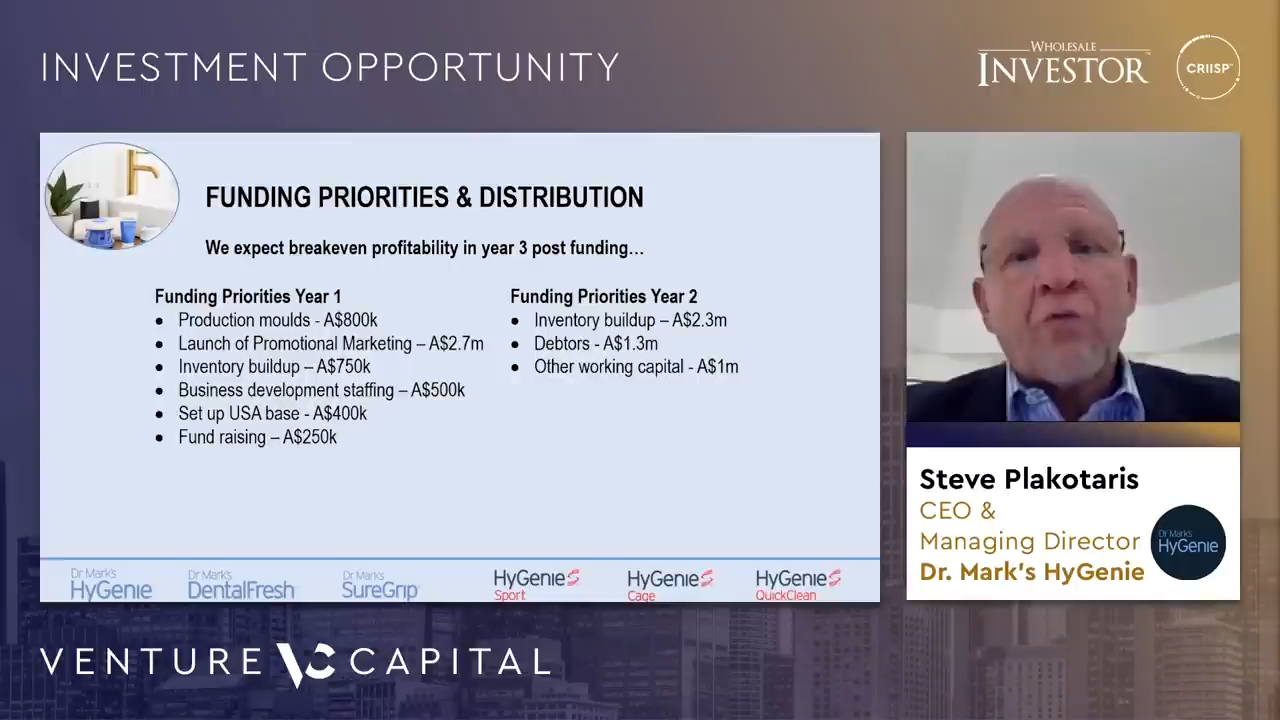 INVESTMENT OPPORTUNITY
WHOLESALE
INVESTOR
CRIISP™
FUNDING PRIORITIES & DISTRIBUTION
We expect breakeven profitability in year 3 post funding…
Funding Priorities Year 1
• Production moulds - A$800k
• Launch of Promotional Marketing – A$2.7m
• Inventory buildup – A$750k
• Business development staffing – A$500k
• Set up USA base - A$400k
• Fund raising – A$250k
Funding Priorities Year 2
• Inventory buildup – A$2.3m
• Debtors - A$1.3m
• Other working capital - A$1m
Dr Mark's
HyGenie
Dr Mark's
DentalFresh
Dr Mark's
SureGrip
HyGenie
Sport
HyGenie
Cage
HyGenie
QuickClean
Steve Plakotaris
CEO &
Managing Director
Dr. Mark's HyGenie
Dr Mark's
HyGenie
VENTURE VC CAPITAL